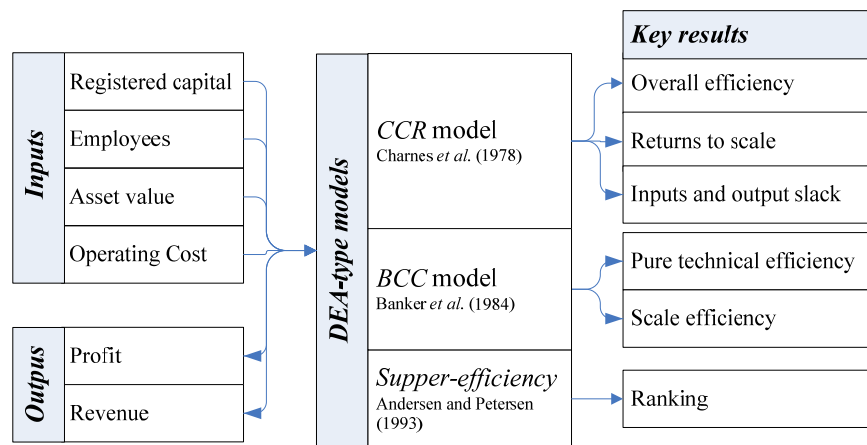 Inputs
Registered capital
Employees
Asset value
Operating Cost
Outpus
Profit
Revenue
DEA-type models
CCR model
Charnes et al. (1978)
BCC model
Banker et al. (1984)
Supper-efficiency
Andersen and Petersen
(1993)
Key results
Overall efficiency
Returns to scale
Inputs and output slack
Pure technical efficiency
Scale efficiency
Ranking